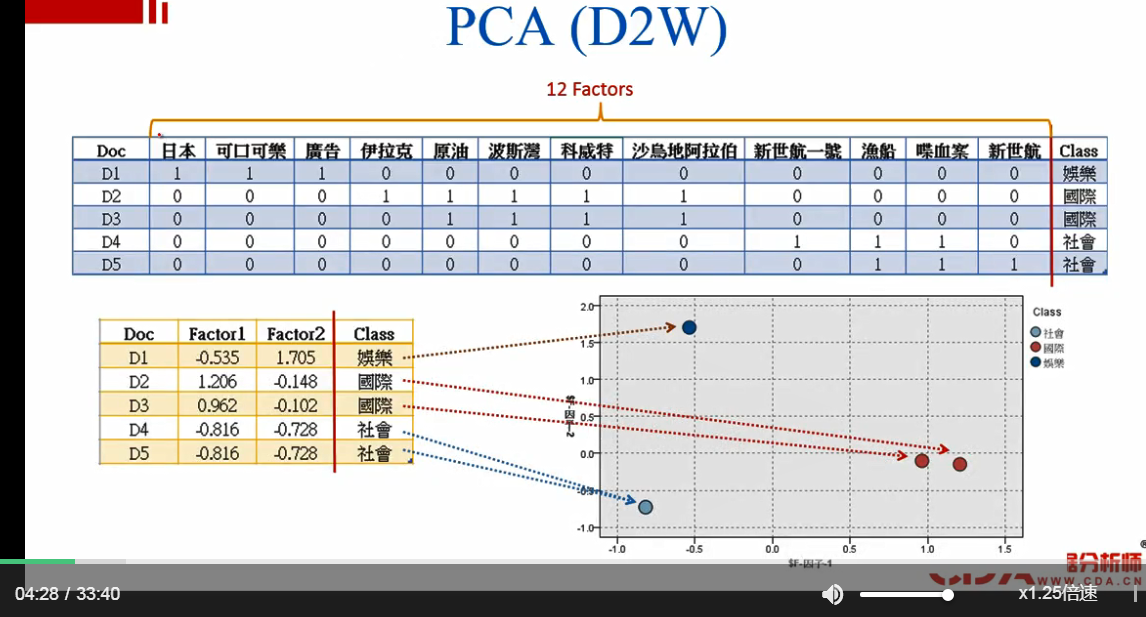 PCA (D2W)
12 Factors
Doc 日本 可口可樂 廣告 伊拉克 原油 波斯灣 科威特 沙烏地阿拉伯 新世航一號 漁船 喋血案 新世航 Class
D1 1 1 1 0 0 0 0 0 0 0 0 0 娛樂
D2 0 0 0 1 1 1 1 1 0 0 0 0 國際
D3 0 0 0 0 1 1 1 1 0 0 0 0 國際
D4 0 0 0 0 0 0 0 0 1 1 1 0 社會
D5 0 0 0 0 0 0 0 0 0 1 1 1 社會
Doc Factor1 Factor2 Class
D1 -0.535 1.705 娛樂
D2 1.206 -0.148 國際
D3 0.962 -0.102 國際
D4 -0.816 -0.728 社會
D5 -0.816 -0.728 社會
2.0
1.5
1.0
0.5
0.0
-0.5
-1.0
$F-因子-2
-1.0 -0.5 0.0 0.5 1.0 1.5
$F-因子-1
Class
社會
國際
娛樂
分析師
®
CDA WWW.CDA.CN
04:28 / 33:40
x1.25倍速